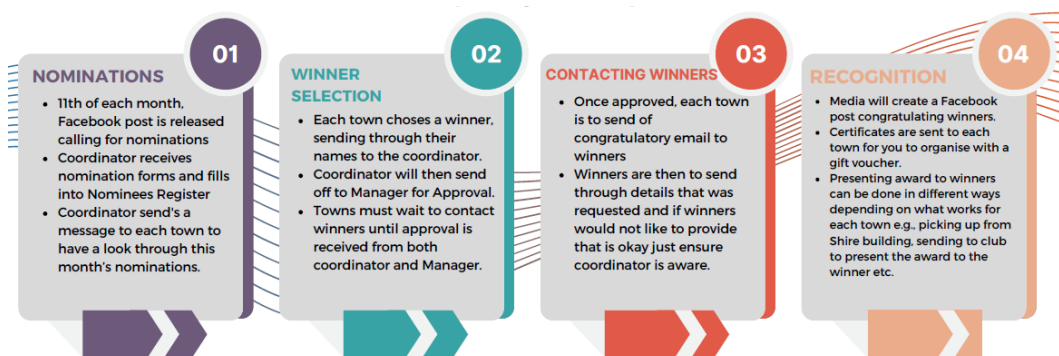 01
NOMINATIONS
• 11th of each month,
Facebook post is released
calling for nominations
• Coordinator receives
nomination forms and fills
into Nominees Register
• Coordinator send's a
message to each town to
have a look through this
month's nominations.
02
WINNER
SELECTION
• Each town choses a winner,
sending through their
names to the coordinator.
• Coordinator will then send
off to Manager for Approval.
• Towns must wait to contact
winners until approval is
received from both
coordinator and Manager.
03
CONTACTING WINNERS
• Once approved, each town
is to send of
congratulatory email to
winners
• Winners are then to send
through details that was
requested and if winners
would not like to provide
that is okay just ensure
coordinator is aware.
04
RECOGNITION
• Media will create a Facebook
post congratulating winners.
• Certificates are sent to each
town for you to organise with a
gift voucher.
• Presenting award to winners
can be done in different ways
depending on what works for
each town e.g., picking up from
Shire building, sending to club
to present the award to the
winner etc.